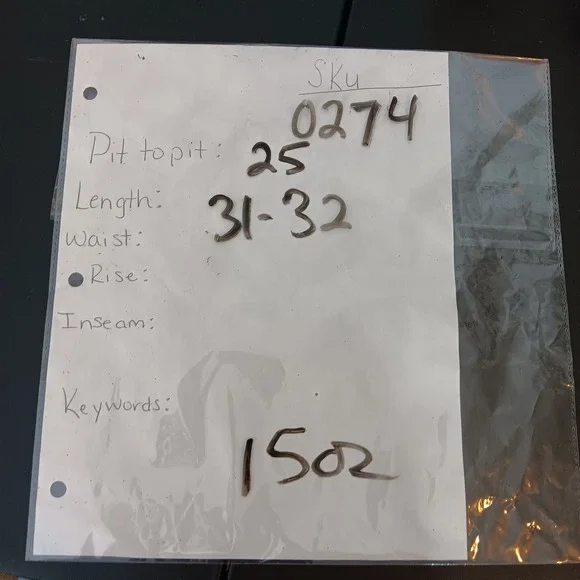 SKu
0274
Pit to pit: 25
Length: 31-32
Waist:
Rise:
Inseam:
Keywords:
15oz